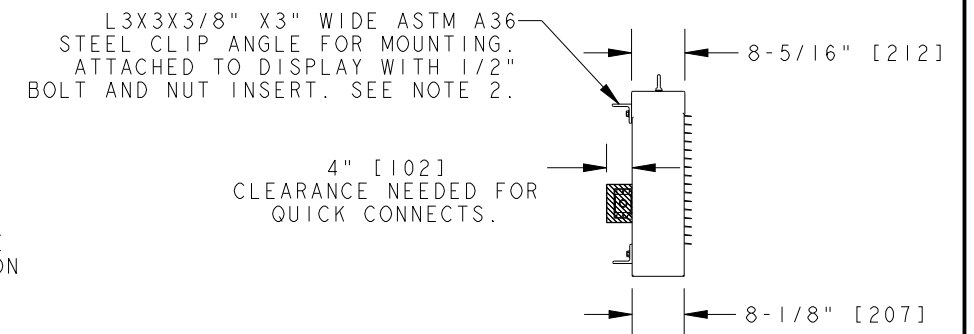 L3X3X3/8" X3" WIDE ASTM A36
STEEL CLIP ANGLE FOR MOUNTING.
ATTACHED TO DISPLAY WITH 1/2"
BOLT AND NUT INSERT. SEE NOTE 2.
8-5/16" [212]
4" [102]
CLEARANCE NEEDED FOR
QUICK CONNECTS.
ON
8-1/8" [207]